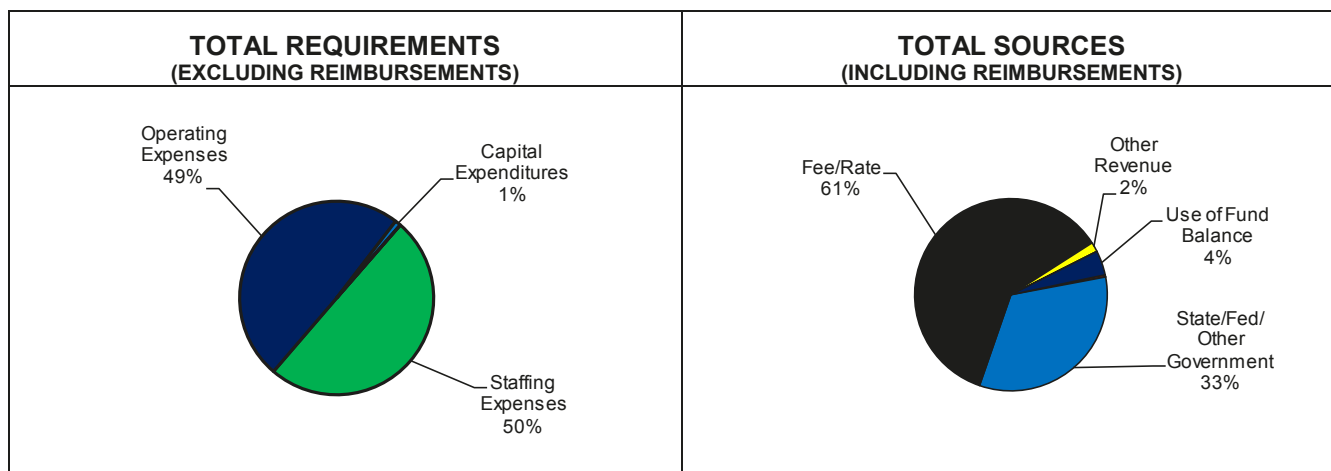 TOTAL REQUIREMENTS
(EXCLUDING REIMBURSEMENTS)
Operating
Expenses
49%
Capital
Expenditures
1%
Staffing
Expenses
50%
TOTAL SOURCES
(INCLUDING REIMBURSEMENTS)
Fee/Rate
61%
Other
Revenue
2%
Use of Fund
Balance
4%
State/Fed/
Other
Government
33%